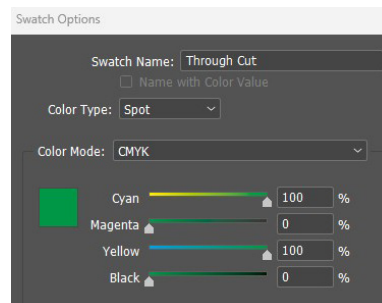 Swatch Options
Swatch Name: Through Cut
Name with Color Value
Color Type: Spot
Color Mode: CMYK
Cyan 100 %
Magenta 0 %
Yellow 100 %
Black 0 %